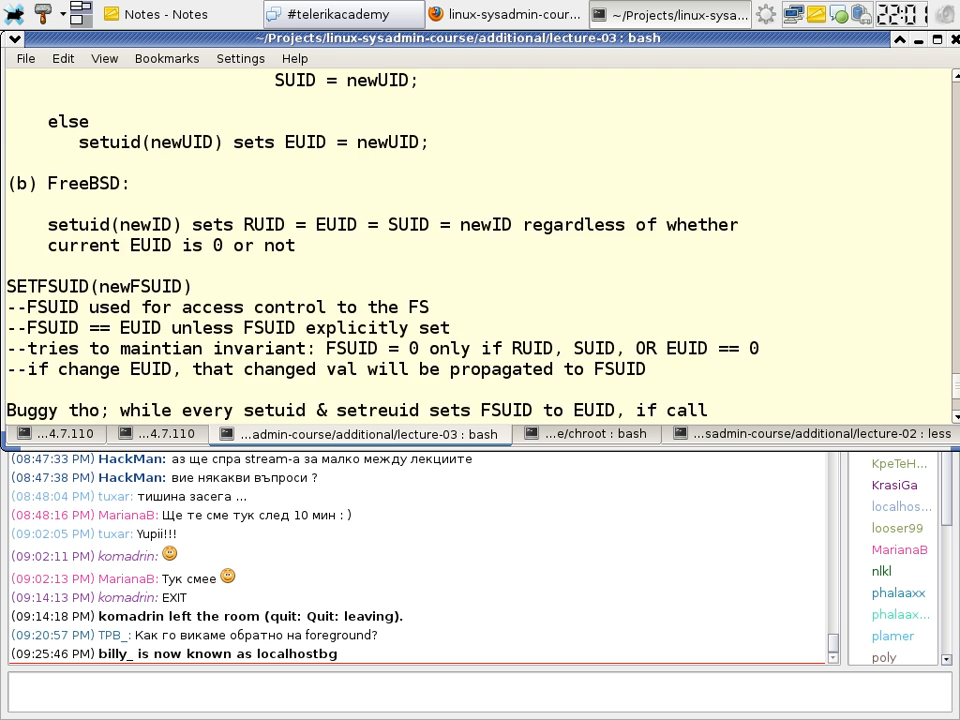 Notes - Notes
#telerikacademy
linux-sysadmin-cour...
~/Projects/linux-sysa...
22:01
~/Projects/linux-sysadmin-course/additional/lecture-03 : bash
File Edit View Bookmarks Settings Help
SUID = newUID;
else
setuid(newUID) sets EUID = newUID;
(b) FreeBSD:
setuid(newID) sets RUID = EUID = SUID = newID regardless of whether
current EUID is 0 or not
SETFSUID(newFSUID)
--FSUID used for access control to the FS
--FSUID == EUID unless FSUID explicitly set
--tries to maintian invariant: FSUID = 0 only if RUID, SUID, OR EUID == 0
--if change EUID, that changed val will be propagated to FSUID
Buggy tho; while every setuid & setreuid sets FSUID to EUID, if call
...4.7.110
...4.7.110
...admin-course/additional/lecture-03 : bash
...e/chroot : bash
...sadmin-course/additional/lecture-02 : less
(08:47:33 PM) HackMan: аз ще спра stream-а за малко между лекциите
(08:47:38 PM) HackMan: вие някакви въпроси ?
(08:48:04 PM) tuxar: тишина засега ...
(08:48:16 PM) MarianaB: Ще те сме тук след 10 мин : )
(09:02:05 PM) tuxar: Yupii!!!
(09:02:11 PM) komadrin:
(09:02:13 PM) MarianaB: Тук смее
(09:14:13 PM) komadrin: EXIT
(09:14:18 PM) komadrin left the room (quit: Quit: leaving).
(09:20:57 PM) TPB_: Как го викаме обратно на foreground?
(09:25:46 PM) billy_ is now known as localhostbg
KpeTeH...
KrasiGa
localhos...
looser99
MarianaB
nlkl
phalaaxx
phalaax...
plamer
poly